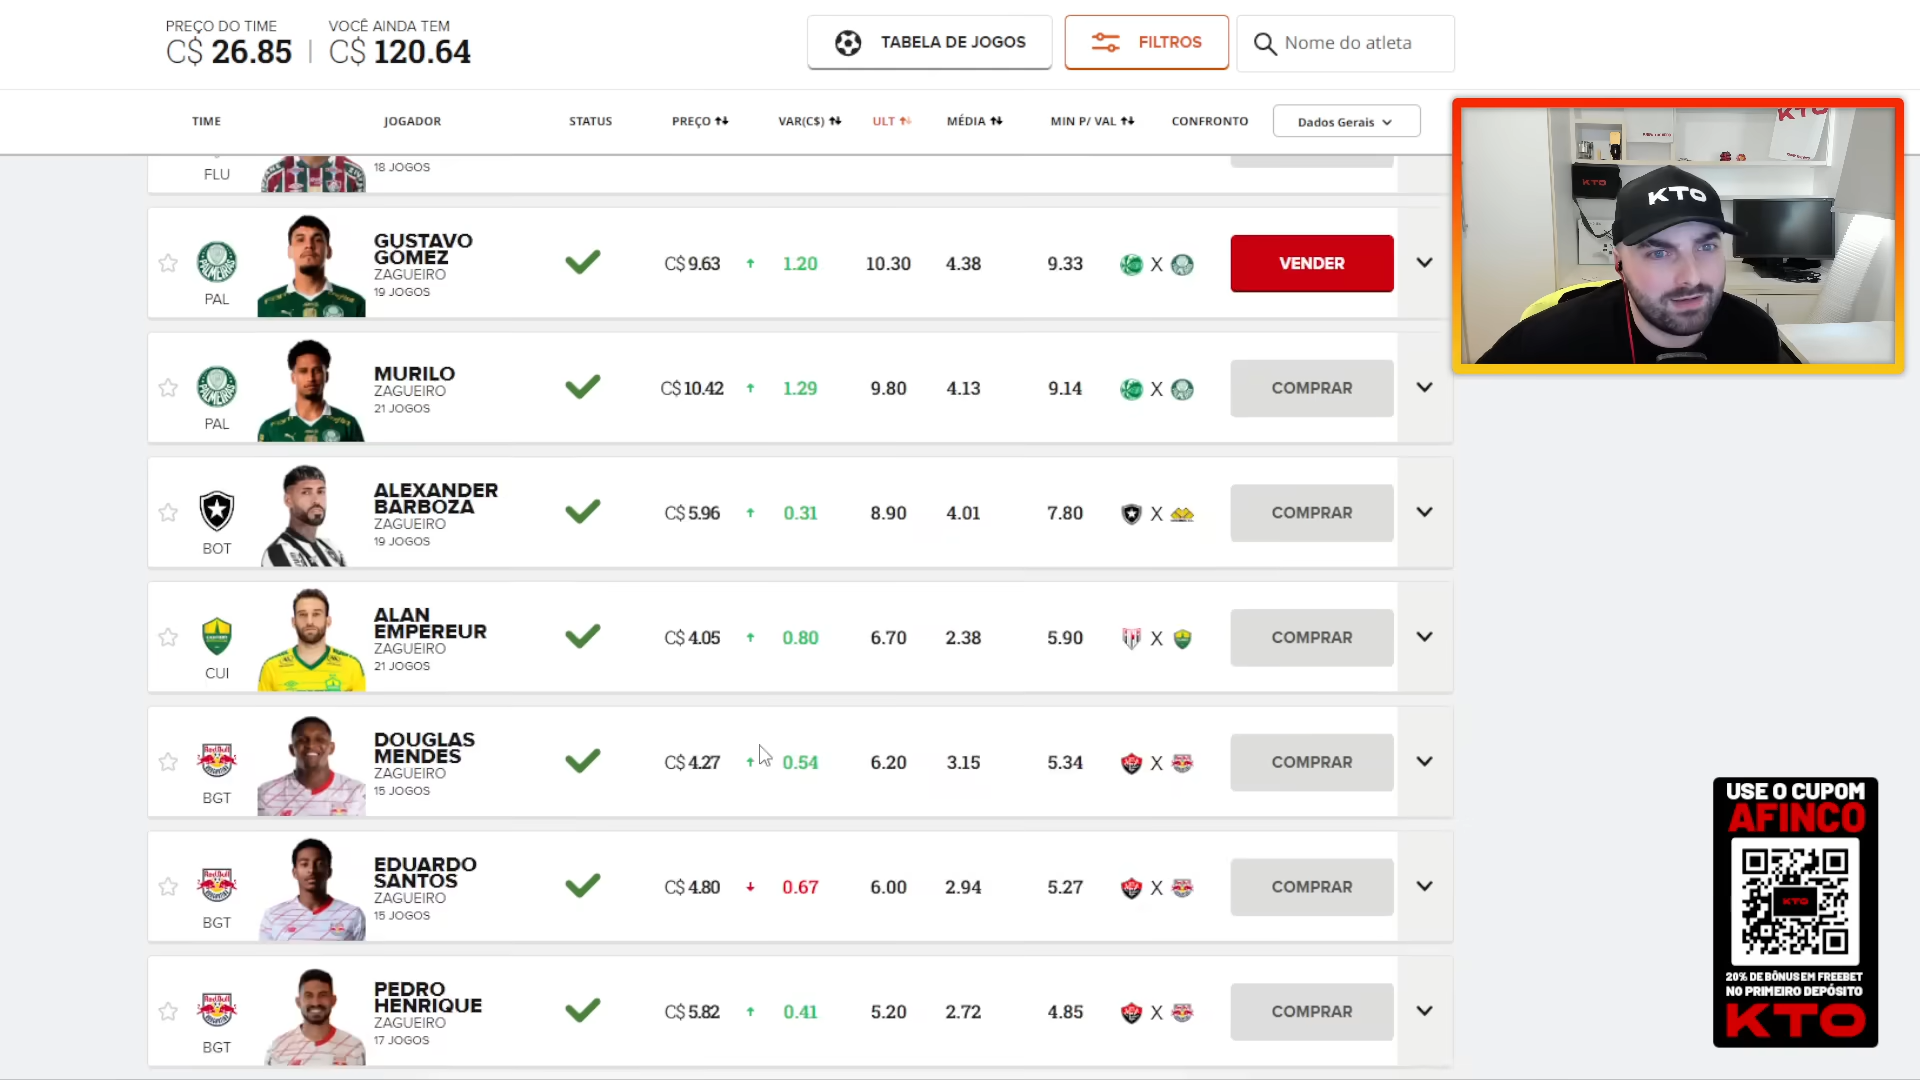 PREÇO DO TIME
C$ 26.85
VOCÊ AINDA TEM
C$ 120.64
TABELA DE JOGOS
FILTROS
Nome do atleta
TIME JOGADOR STATUS PREÇO VAR(C$) ULT MÉDIA MIN P/ VAL CONFRONTO Dados Gerais
FLU
18 JOGOS
PAL
GUSTAVO
GOMEZ
ZAGUEIRO
19 JOGOS
C$ 9.63 1.20 10.30 4.38 9.33 X VENDER
PAL
MURILO
ZAGUEIRO
21 JOGOS
C$ 10.42 1.29 9.80 4.13 9.14 X COMPRAR
BOT
ALEXANDER
BARBOZA
ZAGUEIRO
19 JOGOS
C$ 5.96 0.31 8.90 4.01 7.80 X COMPRAR
CUI
ALAN
EMPEREUR
ZAGUEIRO
21 JOGOS
C$ 4.05 0.80 6.70 2.38 5.90 X COMPRAR
BGT
DOUGLAS
MENDES
ZAGUEIRO
15 JOGOS
C$ 4.27 0.54 6.20 3.15 5.34 X COMPRAR
BGT
EDUARDO
SANTOS
ZAGUEIRO
15 JOGOS
C$ 4.80 0.67 6.00 2.94 5.27 X COMPRAR
BGT
PEDRO
HENRIQUE
ZAGUEIRO
17 JOGOS
C$ 5.82 0.41 5.20 2.72 4.85 X COMPRAR
KTO
KTO
KTO
USE O CUPOM
AFINCO
KTO
20% DE BÔNUS EM FREEBET
NO PRIMEIRO DEPÓSITO
KTO